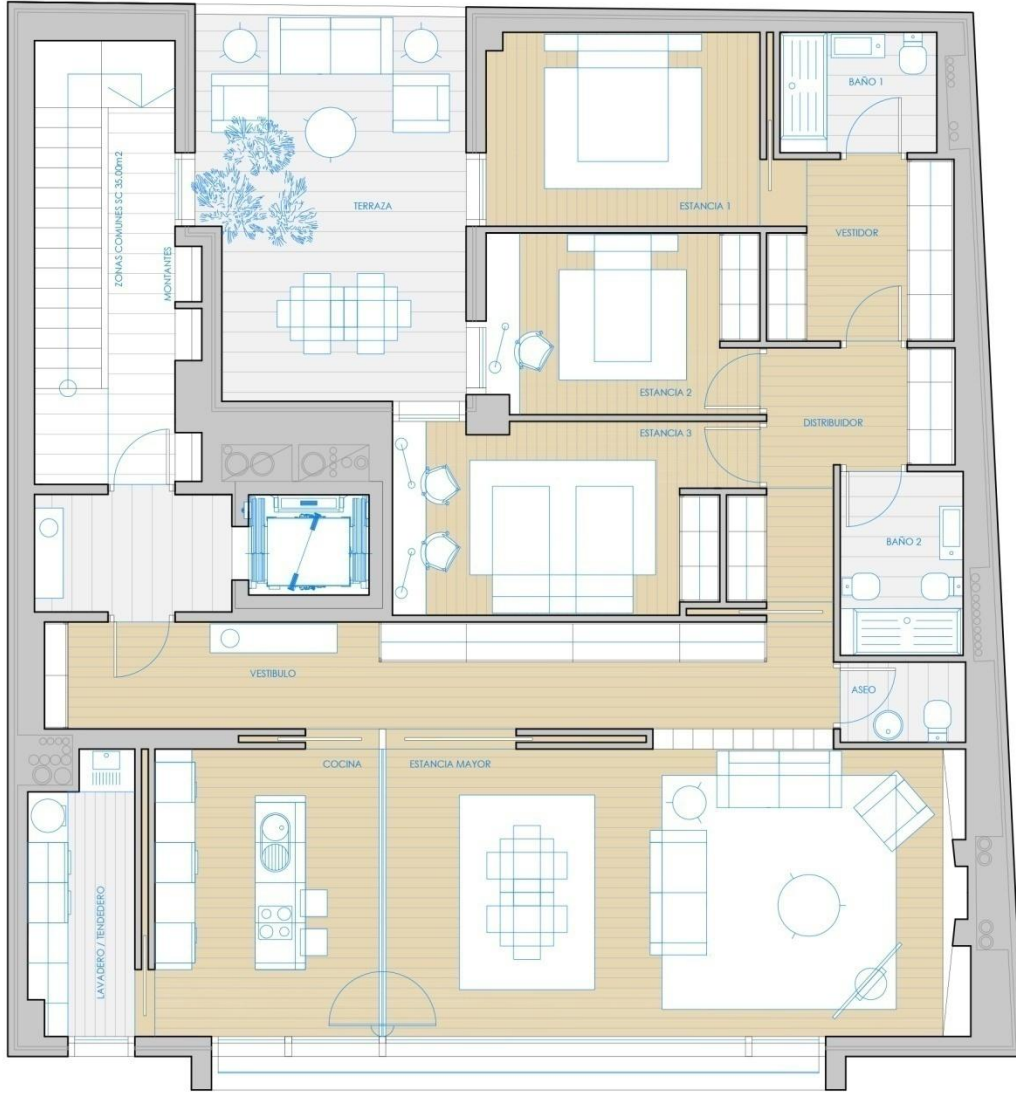 BAÑO 1
ZONAS COMUNES SC 35.00m2
MONTANTES
TERRAZA
ESTANCIA 1
VESTIDOR
ESTANCIA 2
DISTRIBUIDOR
ESTANCIA 3
BAÑO 2
VESTIBULO
ASEO
COCINA
ESTANCIA MAYOR
LAVADERO / TENDEDERO